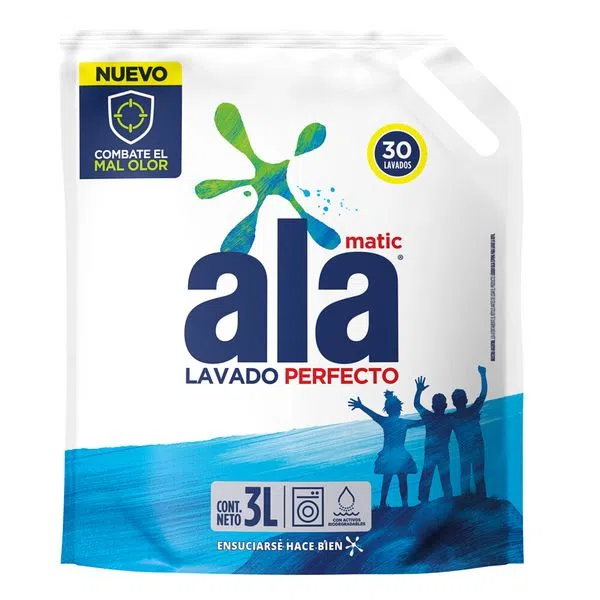 NUEVO
COMBATE EL
MAL OLOR
30
LAVADOS
matic
ala®
LAVADO PERFECTO
CONT.
NETO 3L
CON ACTIVOS
BIODEGRADABLES
ENSUCIARSE HACE BIEN